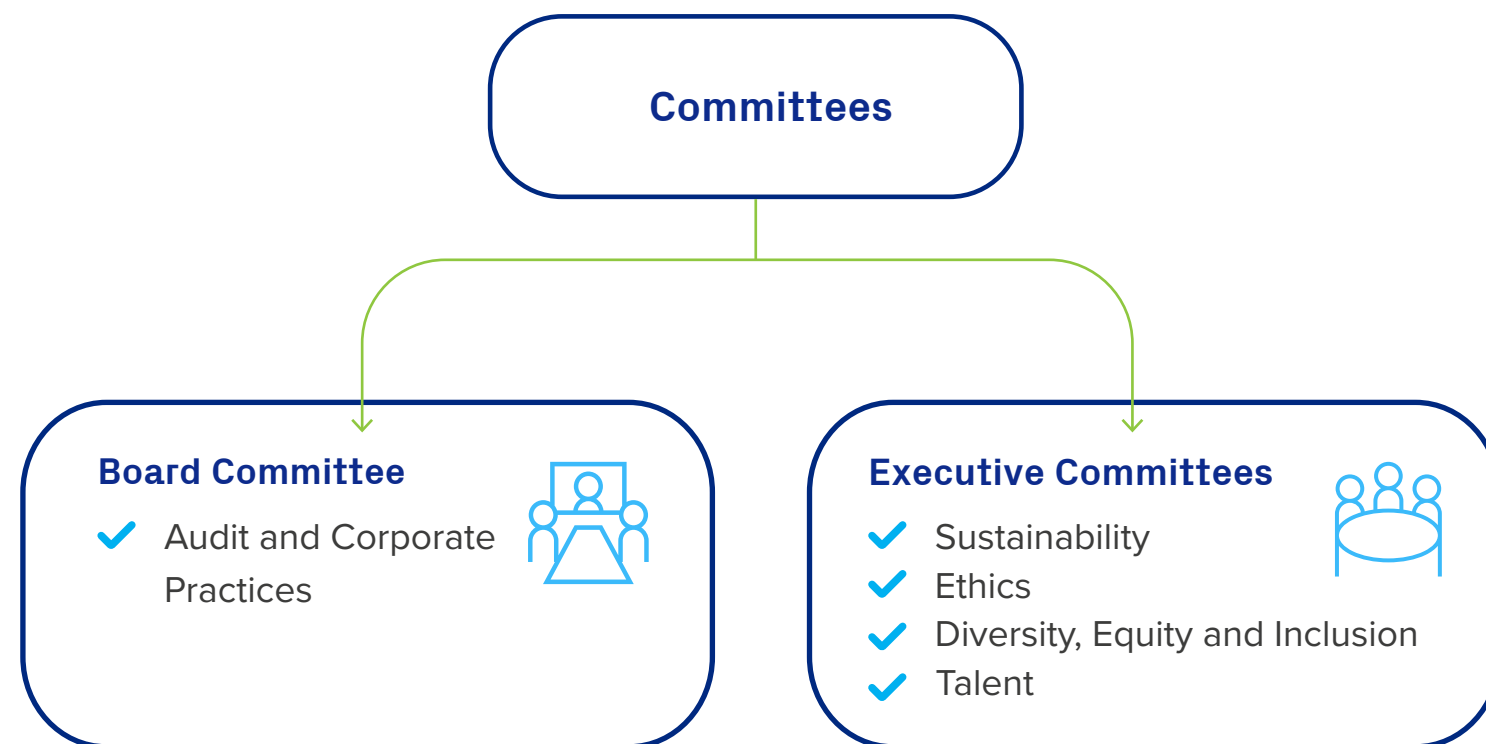 Committees
Board Committee
Audit and Corporate
Practices
Executive Committees
Sustainability
Ethics
Diversity, Equity and Inclusion
Talent